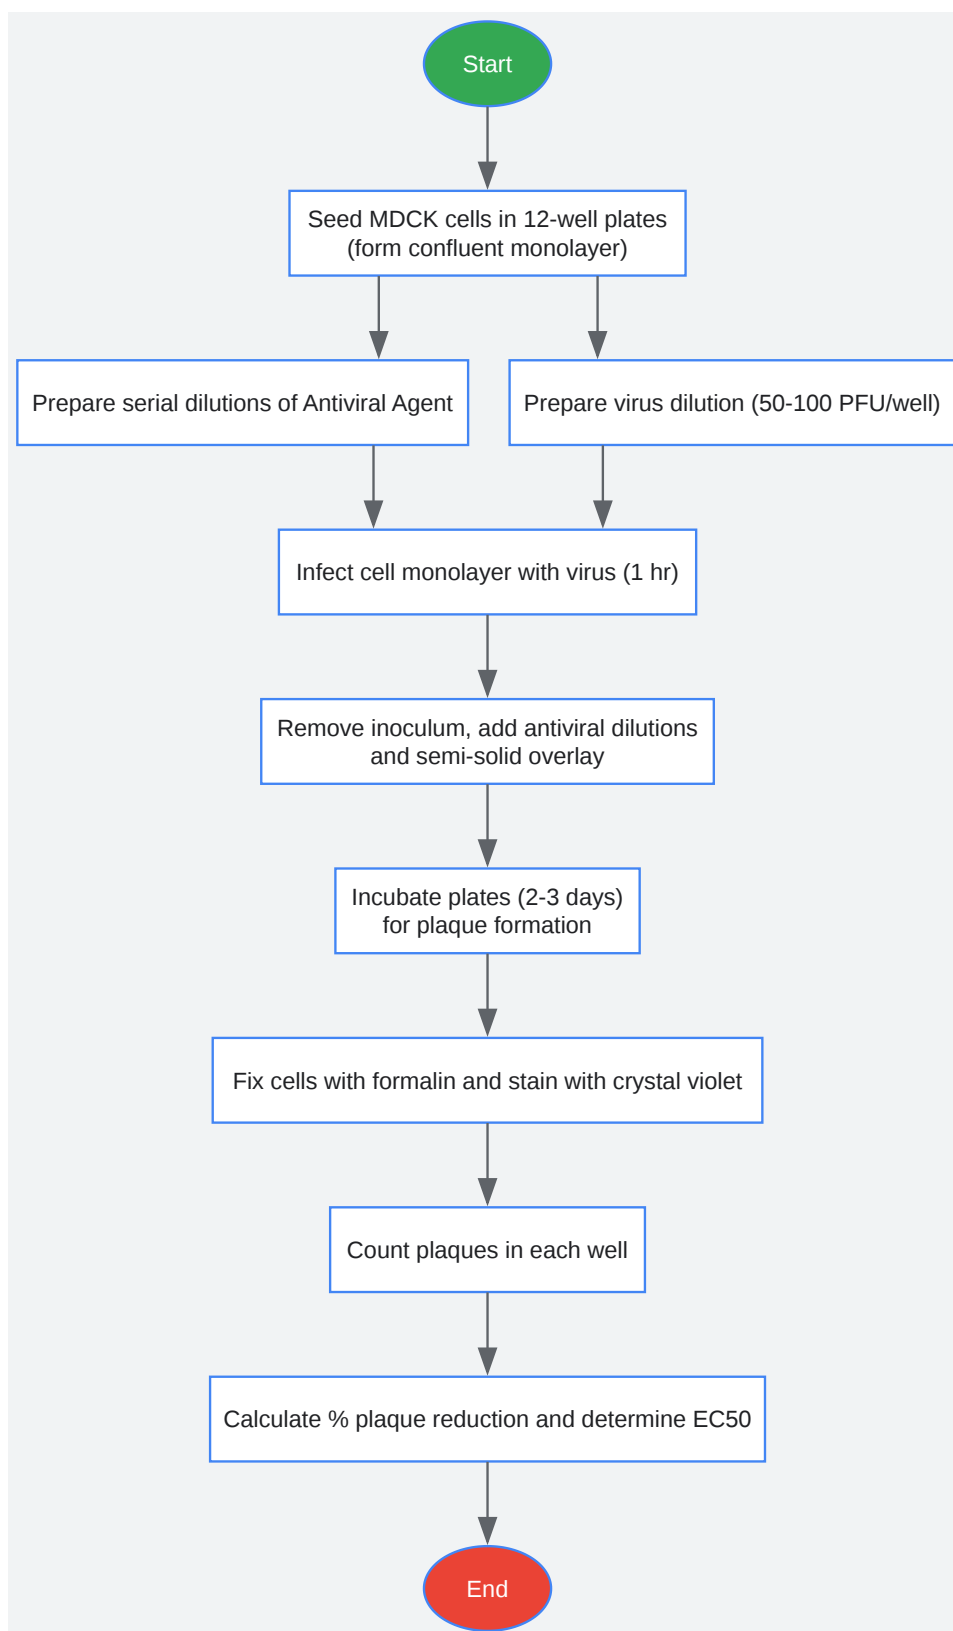 Start
Seed MDCK cells in 12-well plates
(form confluent monolayer)
Prepare serial dilutions of Antiviral Agent
Prepare virus dilution (50-100 PFU/well)
Infect cell monolayer with virus (1 hr)
Remove inoculum, add antiviral dilutions
and semi-solid overlay
Incubate plates (2-3 days)
for plaque formation
Fix cells with formalin and stain with crystal violet
Count plaques in each well
Calculate % plaque reduction and determine EC50
End